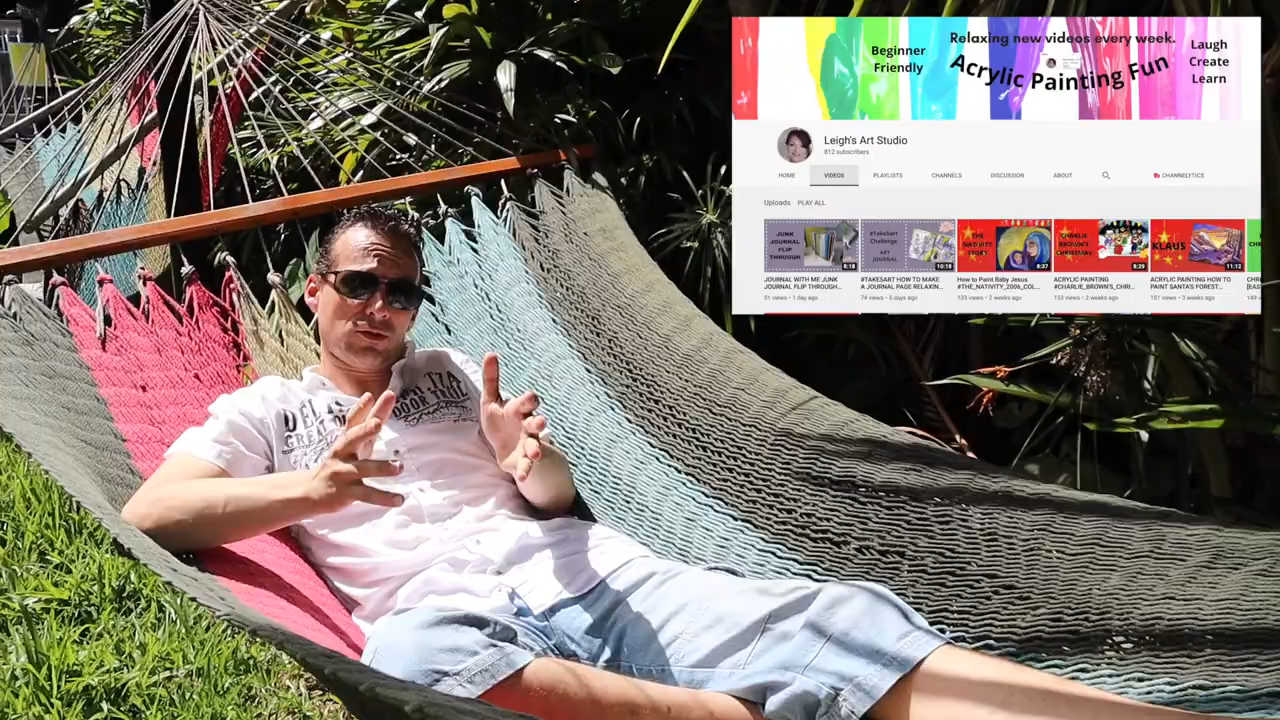 Relaxing new videos every week.
Beginner
Friendly
Acrylic Painting Fun
Laugh
Create
Learn
Leigh's Art Studio
812 subscribers
HOME VIDEOS PLAYLISTS CHANNELS DISCUSSION ABOUT CHANNELYTICS
Uploads PLAY ALL
JUNK
JOURNAL FLIP
THROUGH
8:18
#TakeSart
Challenge
ART
JOURNAL
10:18
THE
NATIVITY
STORY
8:37
CHARLIE
BROWN'S
CHRISTMAS
8:29
KLAUS
11:12
JOURNAL WITH ME JUNK
JOURNAL FLIP THROUGH...
51 views • 1 day ago
#TAKESART HOW TO MAKE
A JOURNAL PAGE RELAXIN...
74 views • 5 days ago
How to Paint Baby Jesus
#THE_NATIVITY_2006_COL...
133 views • 2 weeks ago
ACRYLIC PAINTING
#CHARLIE_BROWN'S_CHRI...
133 views • 2 weeks ago
ACRYLIC PAINTING HOW TO
PAINT SANTA'S FOREST...
151 views • 3 weeks ago